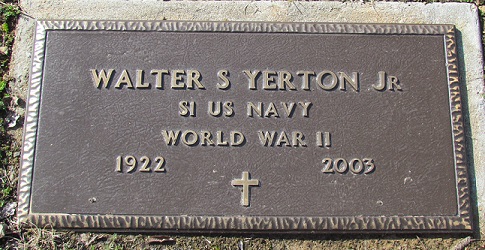 WALTER S YERTON JR
S1 US NAVY
WORLD WAR II
1922 2003